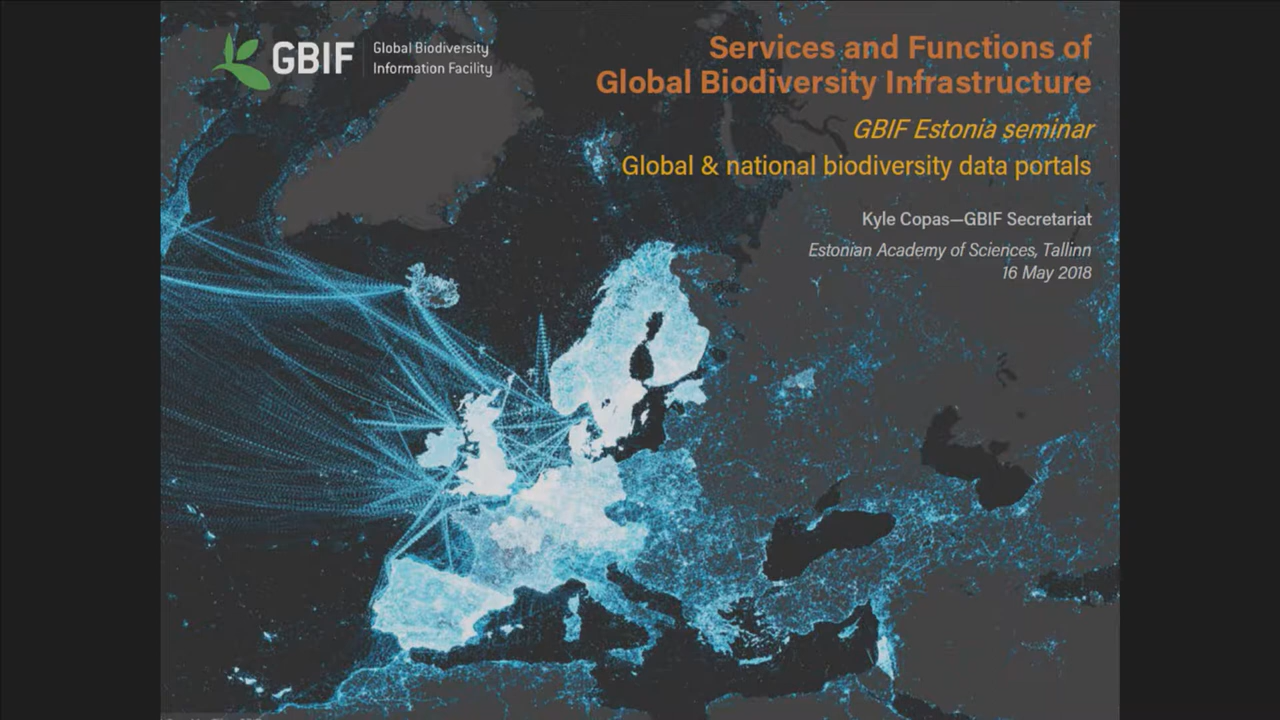 GBIF
Global Biodiversity
Information Facility
Services and Functions of
Global Biodiversity Infrastructure
GBIF Estonia seminar
Global & national biodiversity data portals
Kyle Copas—GBIF Secretariat
Estonian Academy of Sciences, Tallinn
16 May 2018